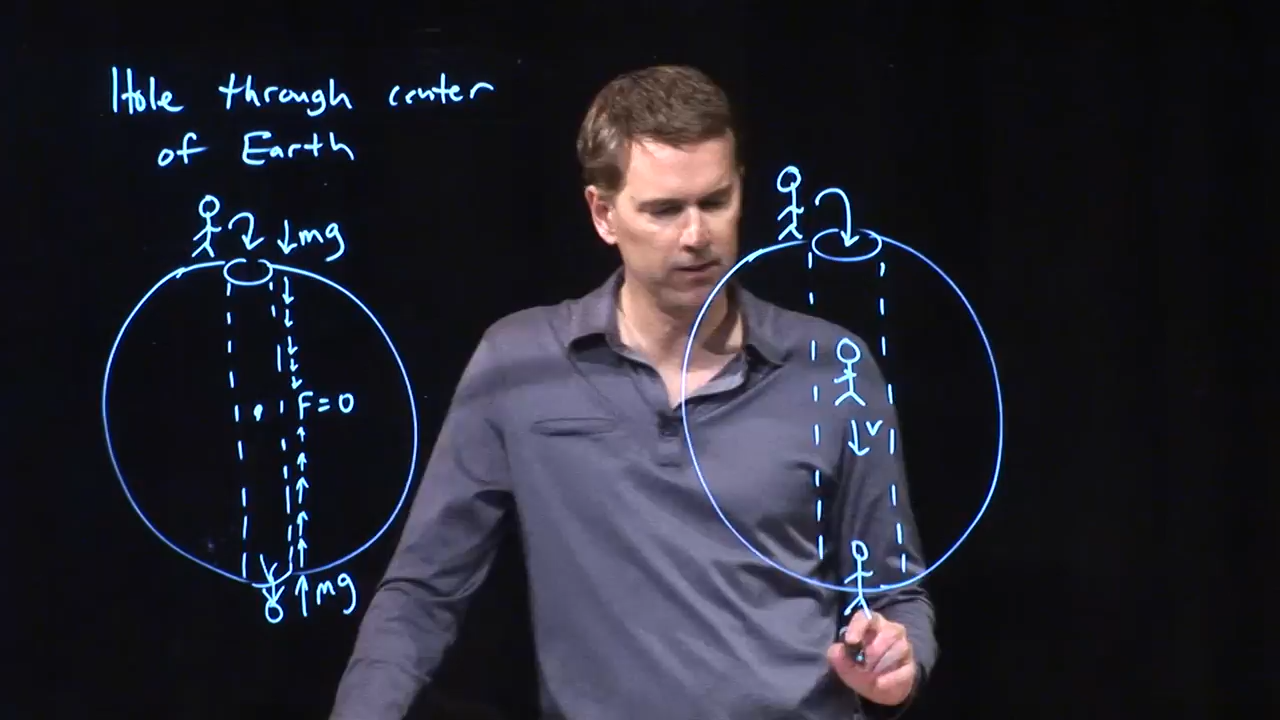 Hole through center
of Earth
mg
F = 0
mg
v